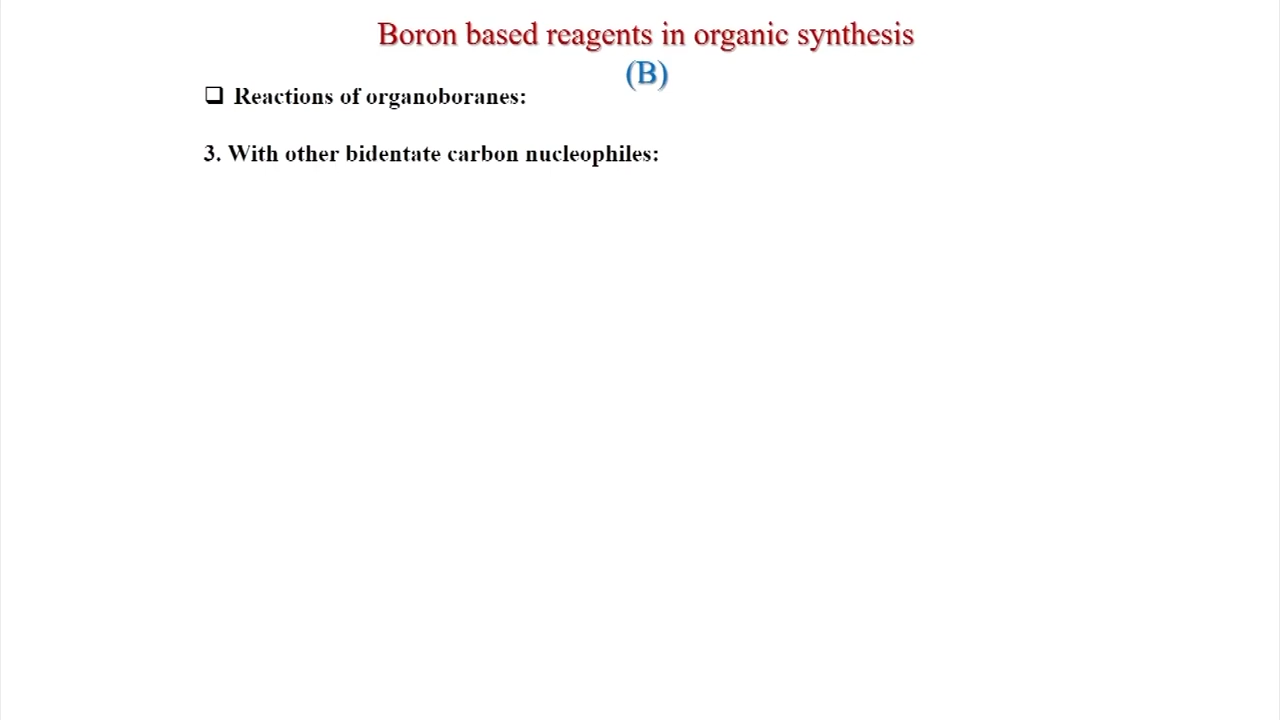 Boron based reagents in organic synthesis
(B)
❑ Reactions of organoboranes:
3. With other bidentate carbon nucleophiles: